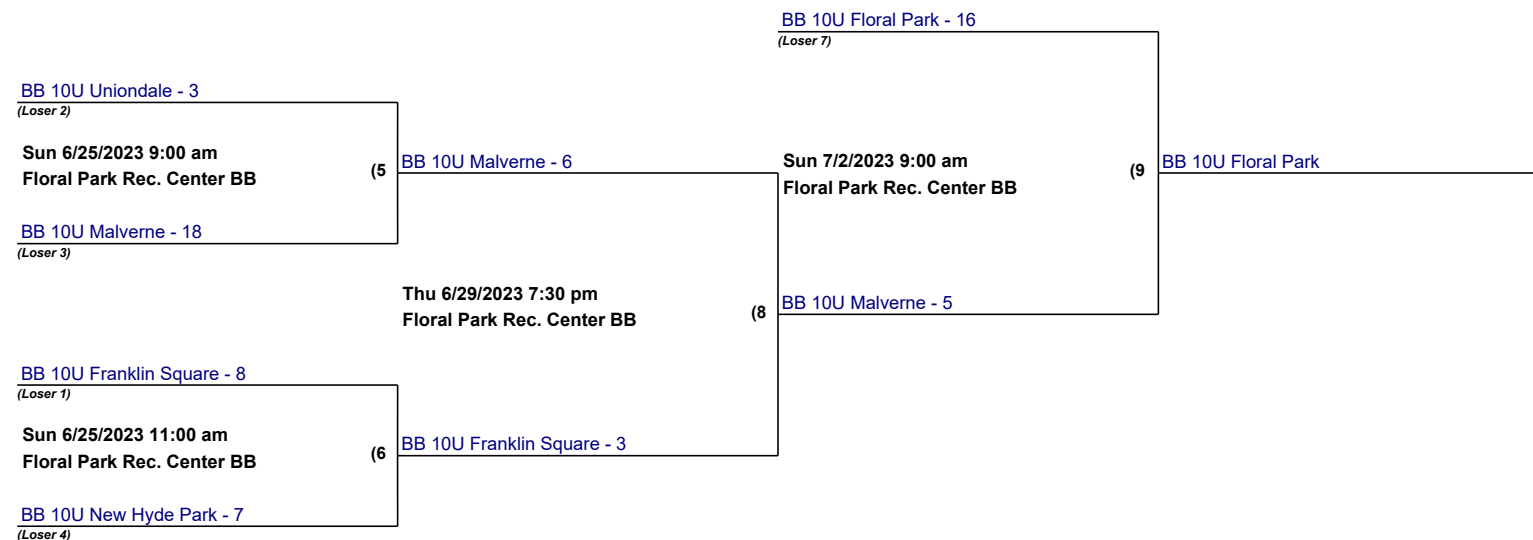 BB 10U Floral Park - 16
(Loser 7)
BB 10U Uniondale - 3
(Loser 2)
Sun 6/25/2023 9:00 am
Floral Park Rec. Center BB
(5
BB 10U Malverne - 6
Sun 7/2/2023 9:00 am
Floral Park Rec. Center BB
(9
BB 10U Floral Park
BB 10U Malverne - 18
(Loser 3)
Thu 6/29/2023 7:30 pm
Floral Park Rec. Center BB
(8
BB 10U Malverne - 5
BB 10U Franklin Square - 8
(Loser 1)
Sun 6/25/2023 11:00 am
Floral Park Rec. Center BB
(6
BB 10U Franklin Square - 3
BB 10U New Hyde Park - 7
(Loser 4)